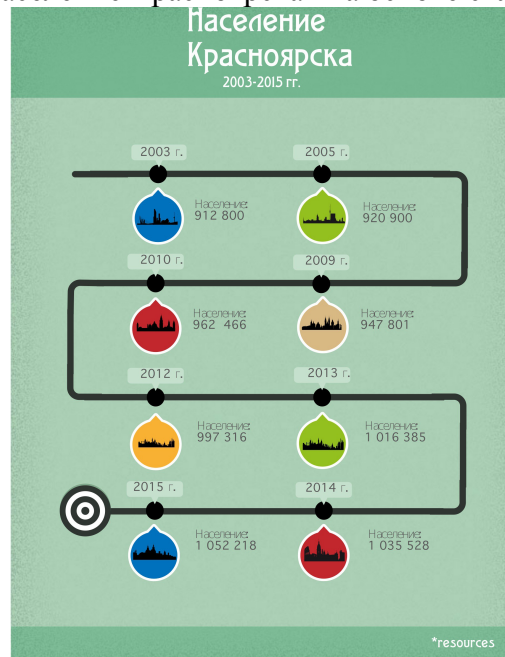 Население
Красноярска
2003-2015 гг.
2003 г.
Население:
912 800
2005 г.
Население:
920 900
2010 г.
Население:
962 466
2009 г.
Население:
947 801
2012 г.
Население:
997 316
2013 г.
Население:
1 016 385
2015 г.
Население:
1 052 218
2014 г.
Население:
1 035 528
*resources